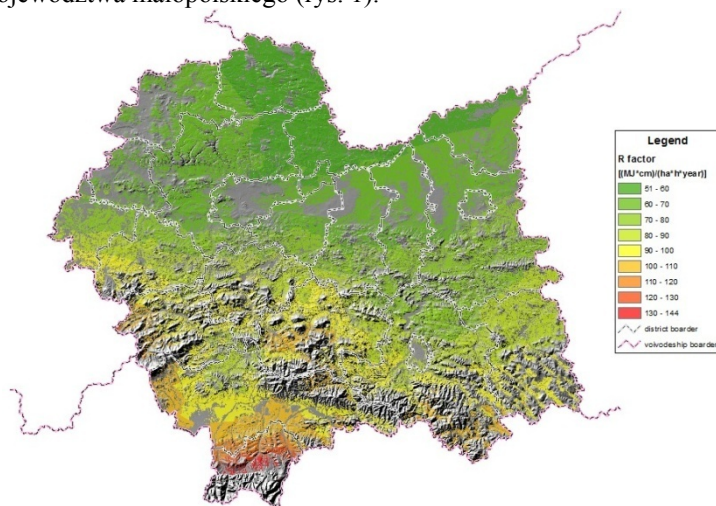 ojewództwa małopolskiego (rys. 1).
Legend
R factor
[(MJ*cm)/(ha*h*year)]
51 - 60
60 - 70
70 - 80
80 - 90
90 - 100
100 - 110
110 - 120
120 - 130
130 - 144
district boarder
voivodeship boarder